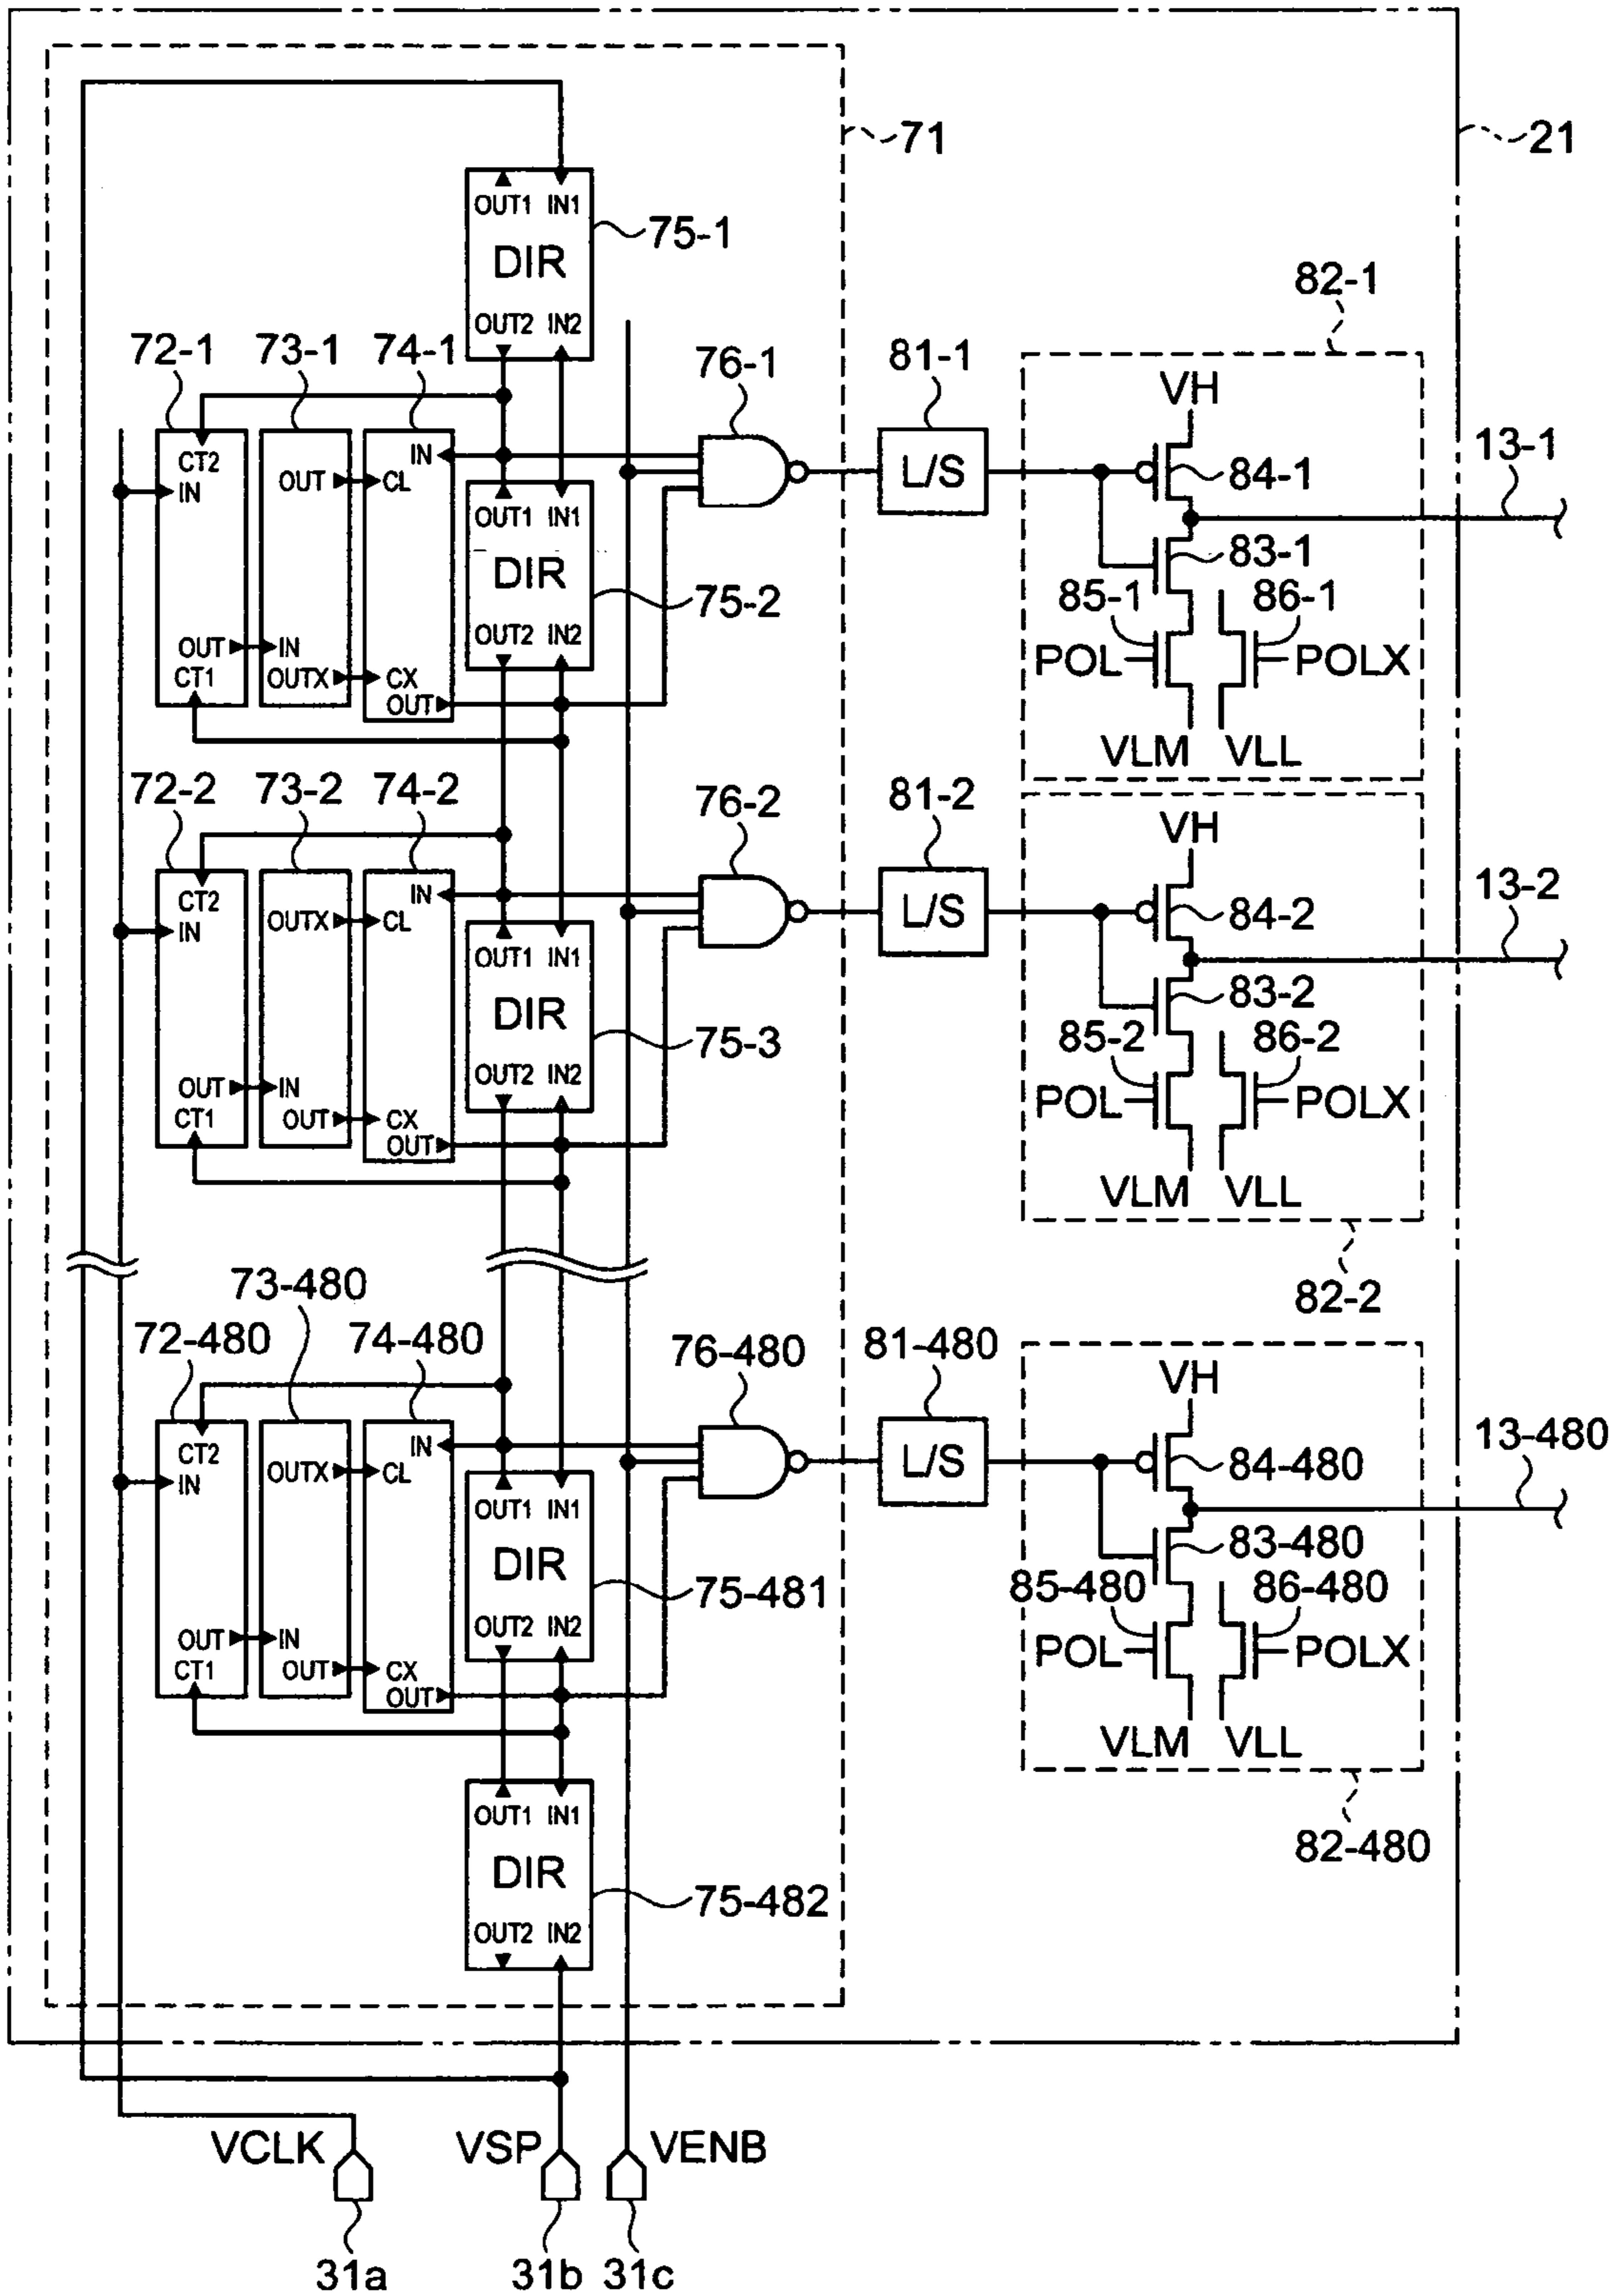 71
21
OUT1 IN1
DIR
OUT2 IN2
75-1
82-1
72-1 73-1 74-1
76-1
81-1
VH
CT2
IN
OUT
IN
CL
L/S
84-1
13-1
OUT1 IN1
DIR
OUT2 IN2
75-2
83-1
85-1 86-1
POL POLX
OUT
CT1
IN
OUTX
CX
OUT
VLM VLL
72-2 73-2 74-2
76-2
81-2
VH
CT2
IN
OUTX
IN
CL
L/S
84-2
13-2
OUT1 IN1
DIR
OUT2 IN2
75-3
83-2
85-2 86-2
POL POLX
OUT
CT1
IN
OUT
CX
OUT
VLM VLL
82-2
73-480
72-480 74-480
76-480
81-480
VH
CT2
IN
OUTX
IN
CL
L/S
84-480
13-480
OUT1 IN1
DIR
OUT2 IN2
75-481
83-480
85-480 86-480
POL POLX
OUT
CT1
IN
OUT
CX
OUT
VLM VLL
82-480
OUT1 IN1
DIR
OUT2 IN2
75-482
VCLK VSP VENB
31a 31b 31c